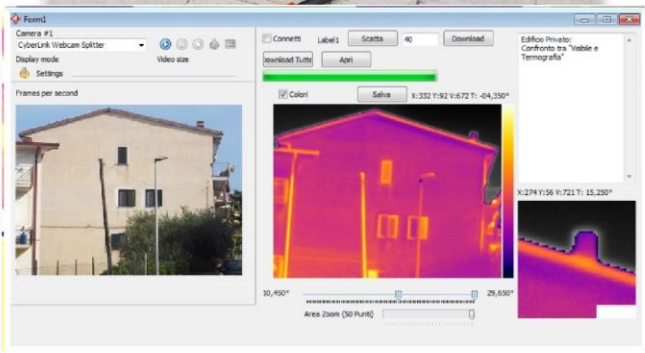 Form1
Camera #1
CyberLink Webcam Splitter
Display mode
Video size
Settings
Frames per second
Connetti
Label1
Scatta
40
Download
Download Tutte
Apri
Colori
Salva
X:332 Y:92 V:672 T: -04,350°
10,450°
29,650°
Area Zoom (50 Punti)
Edificio Privato:
Confronto tra "Visibile e
Termografia"
X:274 Y:56 V:721 T: 15,250°